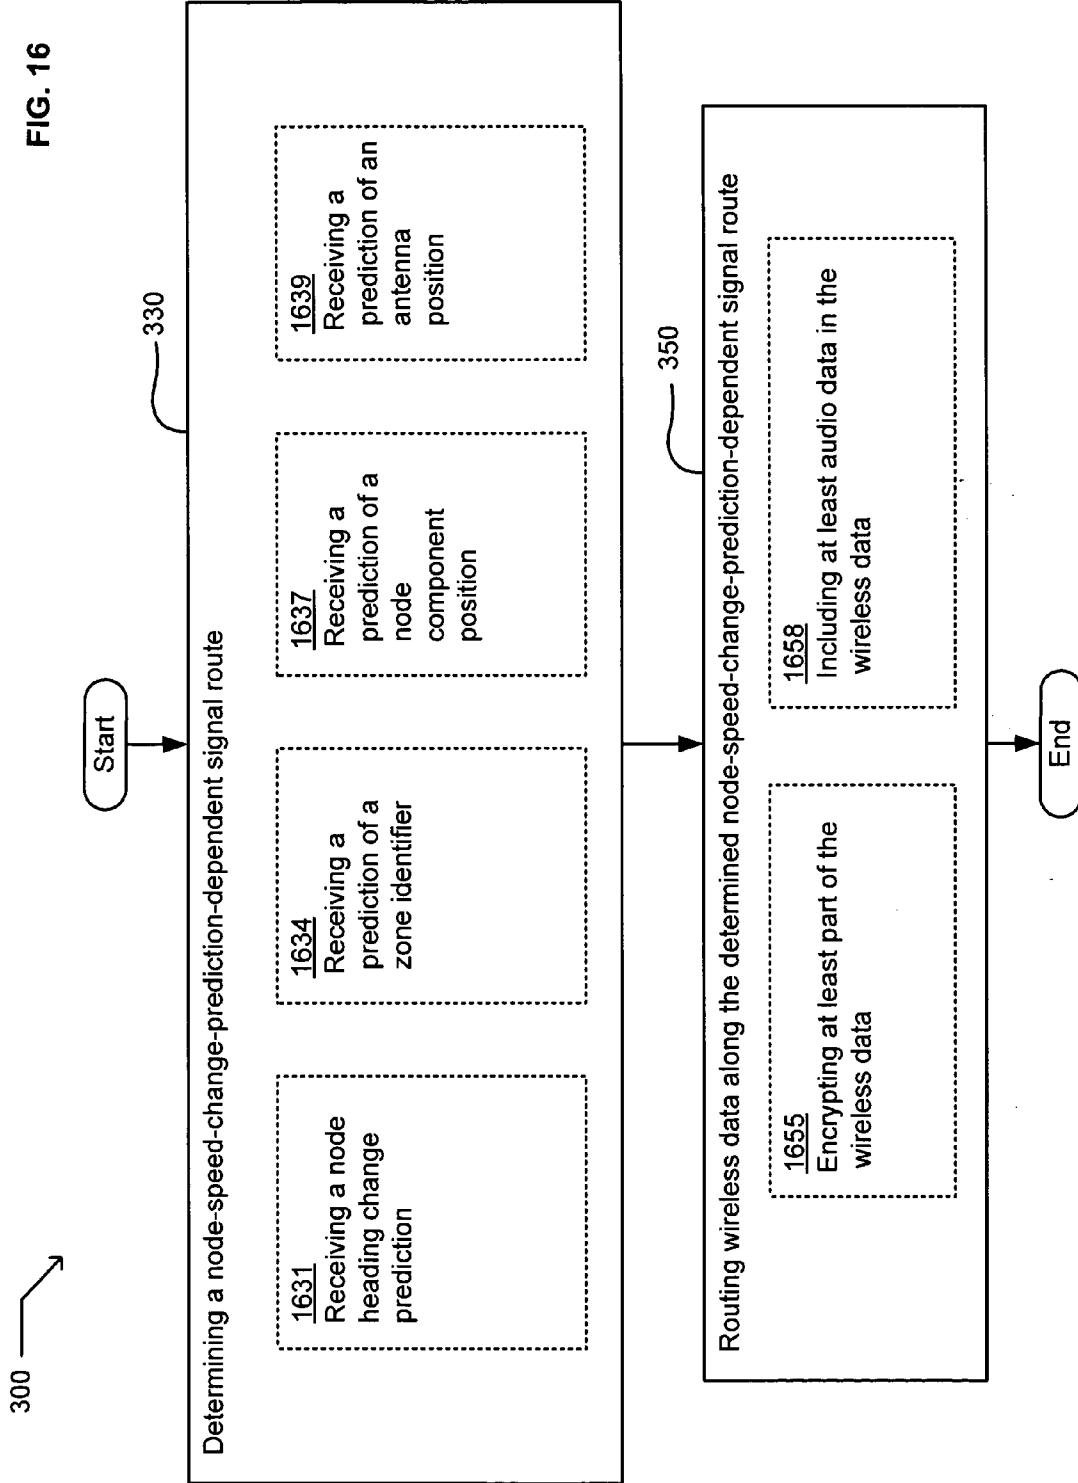 FIG. 16
300
Start
330
Determining a node-speed-change-prediction-dependent signal route
1631
Receiving a node
heading change
prediction
1634
Receiving a
prediction of a
zone identifier
1637
Receiving a
prediction of a
node
component
position
1639
Receiving a
prediction of an
antenna
position
350
Routing wireless data along the determined node-speed-change-prediction-dependent signal route
1655
Encrypting at least part of the
wireless data
1658
Including at least audio data in the
wireless data
End